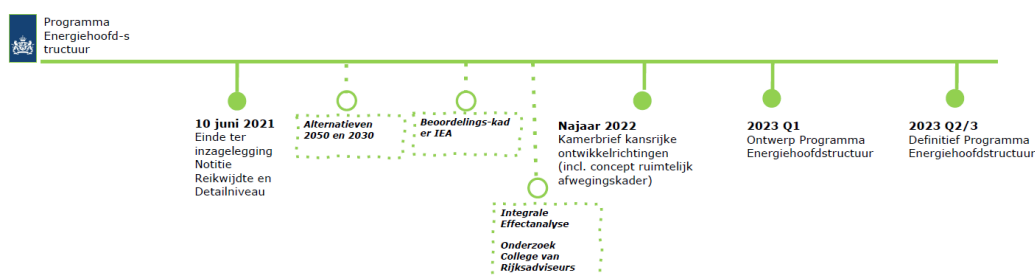 Programma
Energiehoofd-s
tructuur
10 juni 2021
Einde ter
inzagelegging
Notitie
Reikwijdte en
Detailniveau
Alternatieven
2050 en 2030
Beoordelings-kad
er IEA
Integrale
Effectanalyse
Onderzoek
College van
Rijksadviseurs
Najaar 2022
Kamerbrief kansrijke
ontwikkelrichtingen
(incl. concept ruimtelijk
afwegingskader)
2023 Q1
Ontwerp Programma
Energiehoofdstructuur
2023 Q2/3
Definitief Programma
Energiehoofdstructuur